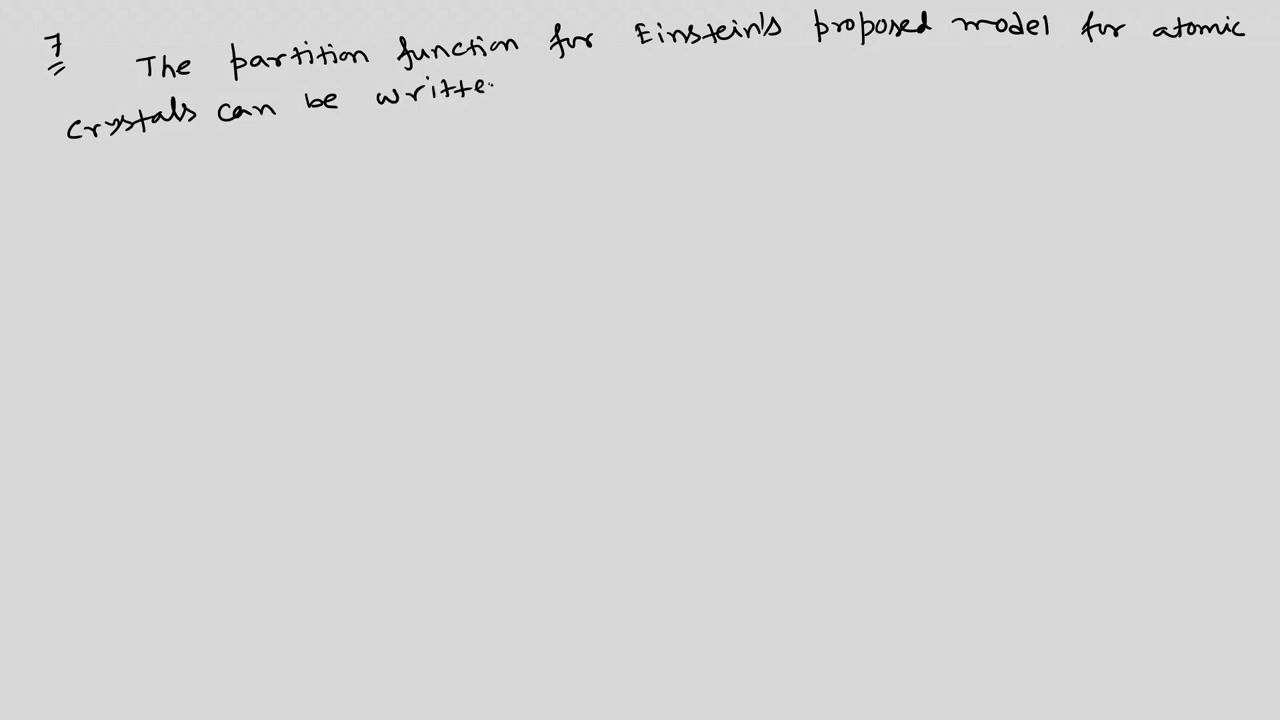 7 The partition function for Einstein's proposed model for atomic
crystals can be writte